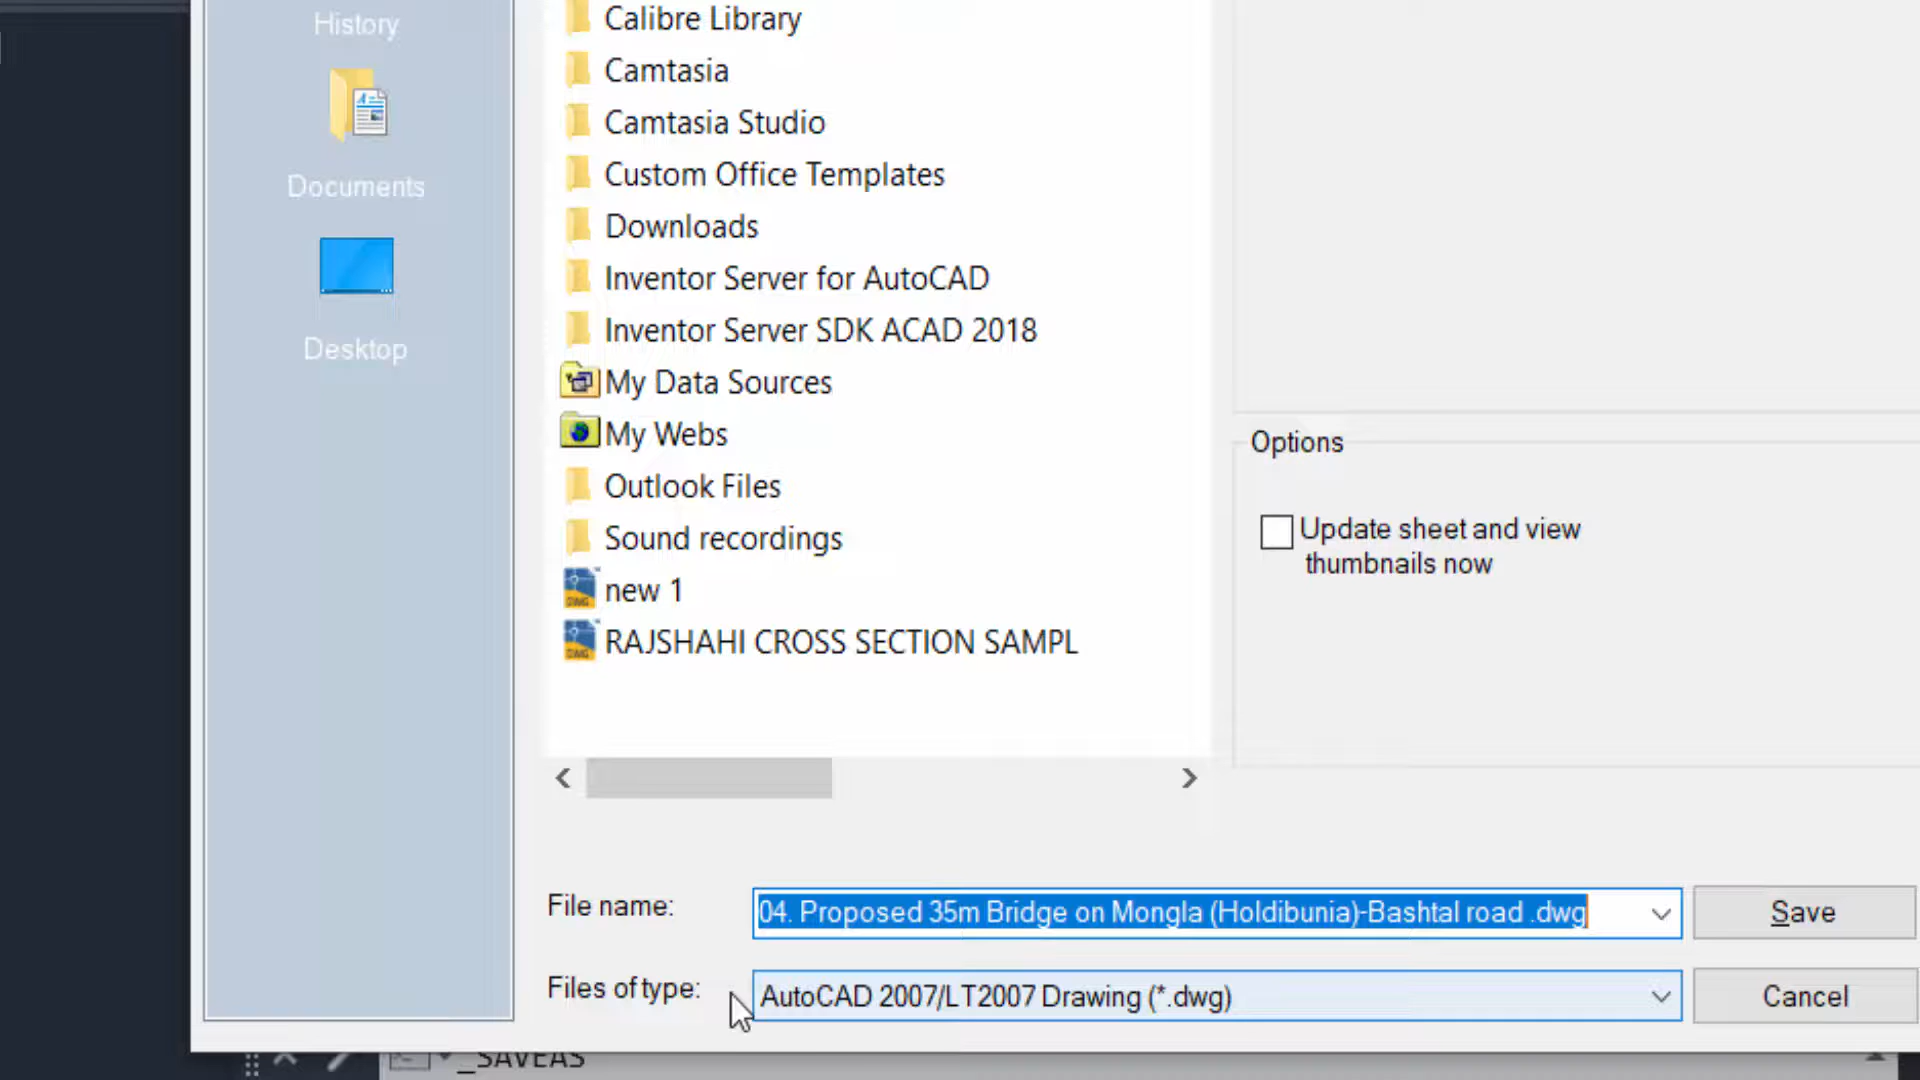 History
Documents
Desktop
Calibre Library
Camtasia
Camtasia Studio
Custom Office Templates
Downloads
Inventor Server for AutoCAD
Inventor Server SDK ACAD 2018
My Data Sources
My Webs
Outlook Files
Sound recordings
new 1
RAJSHAHI CROSS SECTION SAMPL
Options
Update sheet and view
thumbnails now
File name:
04. Proposed 35m Bridge on Mongla (Holdibunia)-Bashtal road .dwg
Save
Files of type:
AutoCAD 2007/LT2007 Drawing (*.dwg)
Cancel
_SAVEAS